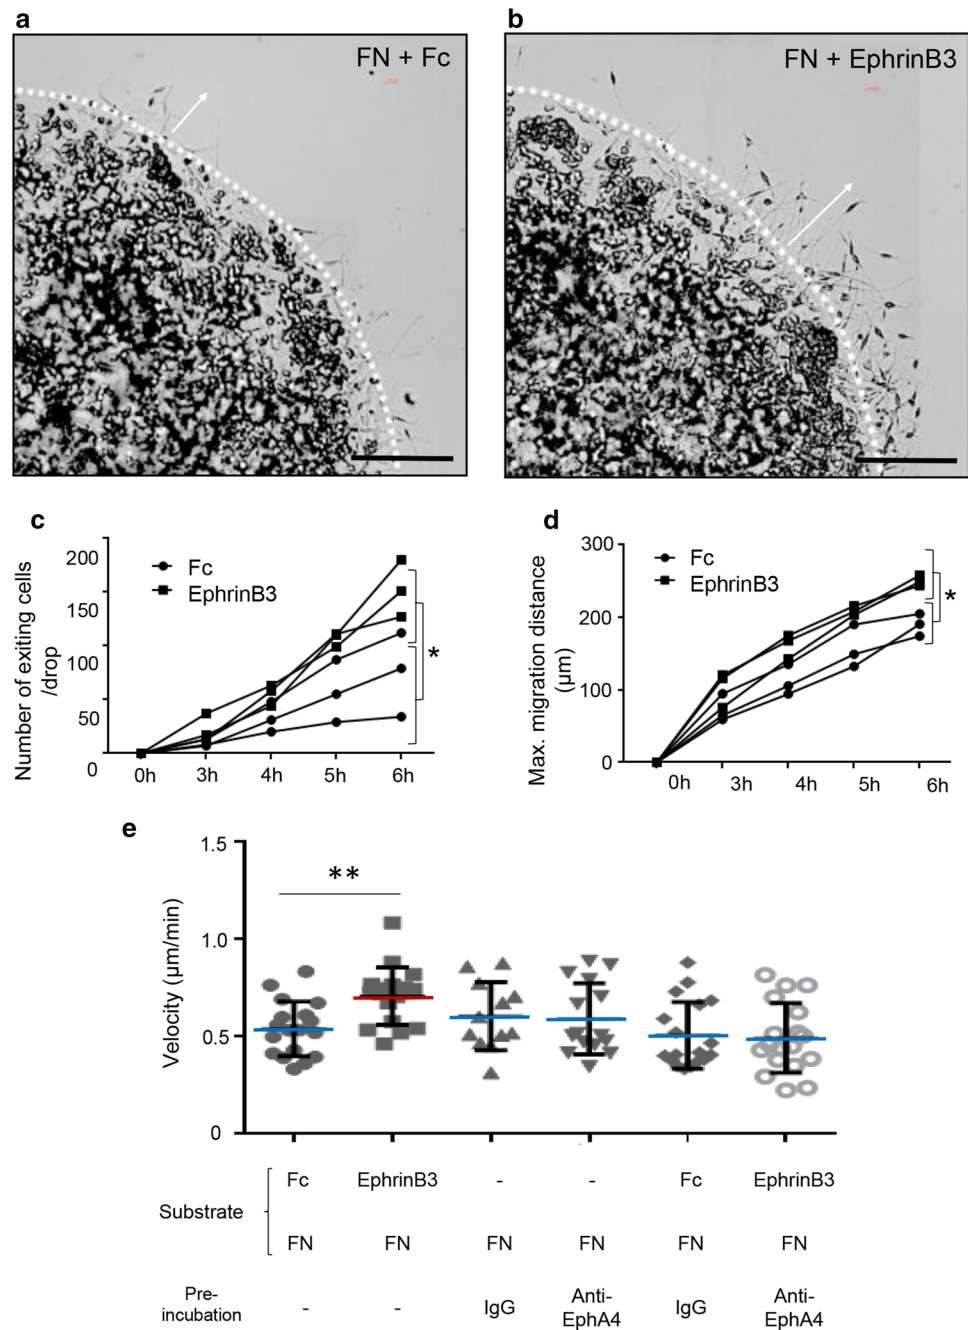 a
b
FN + Fc
FN + EphrinB3
c
d
Number of exiting cells
/drop
200
150
100
50
0
Fc
EphrinB3
*
0h 3h 4h 5h 6h
Max. migration distance
(µm)
300
200
100
0
Fc
EphrinB3
*
0h 3h 4h 5h 6h
e
Velocity (µm/min)
1.5
1.0
0.5
0
**
Substrate
Fc EphrinB3 - - Fc EphrinB3
FN FN FN FN FN FN
Pre-
incubation
- - IgG Anti-
EphA4 IgG Anti-
EphA4